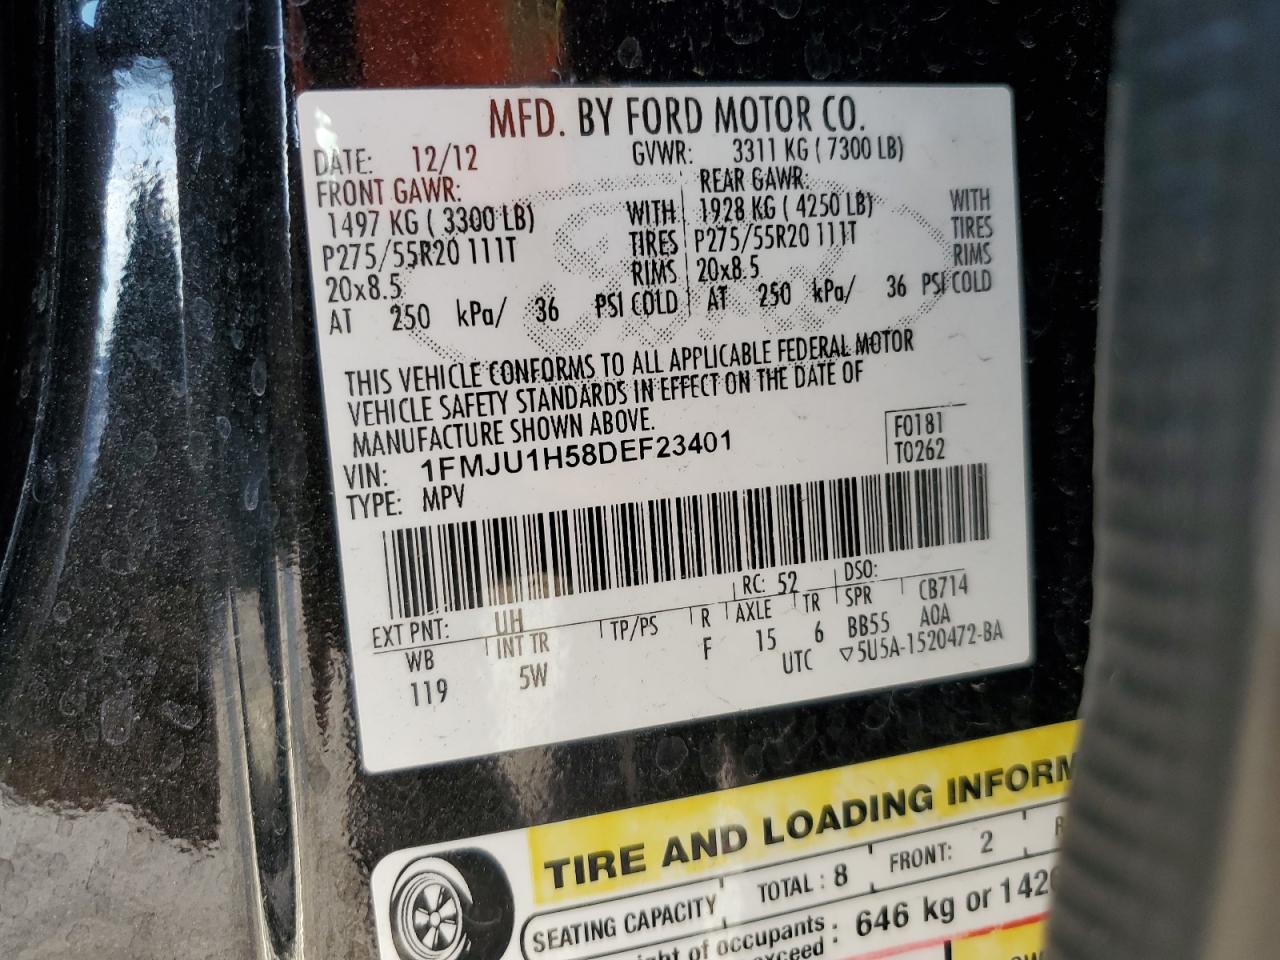 MFD. BY FORD MOTOR CO.
DATE: 12/12 GVWR: 3311 KG ( 7300 LB)
FRONT GAWR: REAR GAWR:
1497 KG ( 3300 LB) WITH 1928 KG ( 4250 LB) WITH
P275/55R20 111T TIRES P275/55R20 111T TIRES
20x8.5 RIMS 20x8.5 RIMS
AT 250 kPa/ 36 PSI COLD AT 250 kPa/ 36 PSI COLD
THIS VEHICLE CONFORMS TO ALL APPLICABLE FEDERAL MOTOR
VEHICLE SAFETY STANDARDS IN EFFECT ON THE DATE OF
MANUFACTURE SHOWN ABOVE.
VIN: 1FMJU1H58DEF23401 F0181
TYPE: MPV T0262
EXT PNT: UH RC: 52 DSO: CB714
WB INT TR TP/PS R AXLE TR SPR A0A
119 5W F 15 6 BB55
UTC ▽5U5A-1520472-BA
TIRE AND LOADING INFORM
SEATING CAPACITY TOTAL : 8 FRONT: 2 R
ht of occupants : 646 kg or 142
exceed